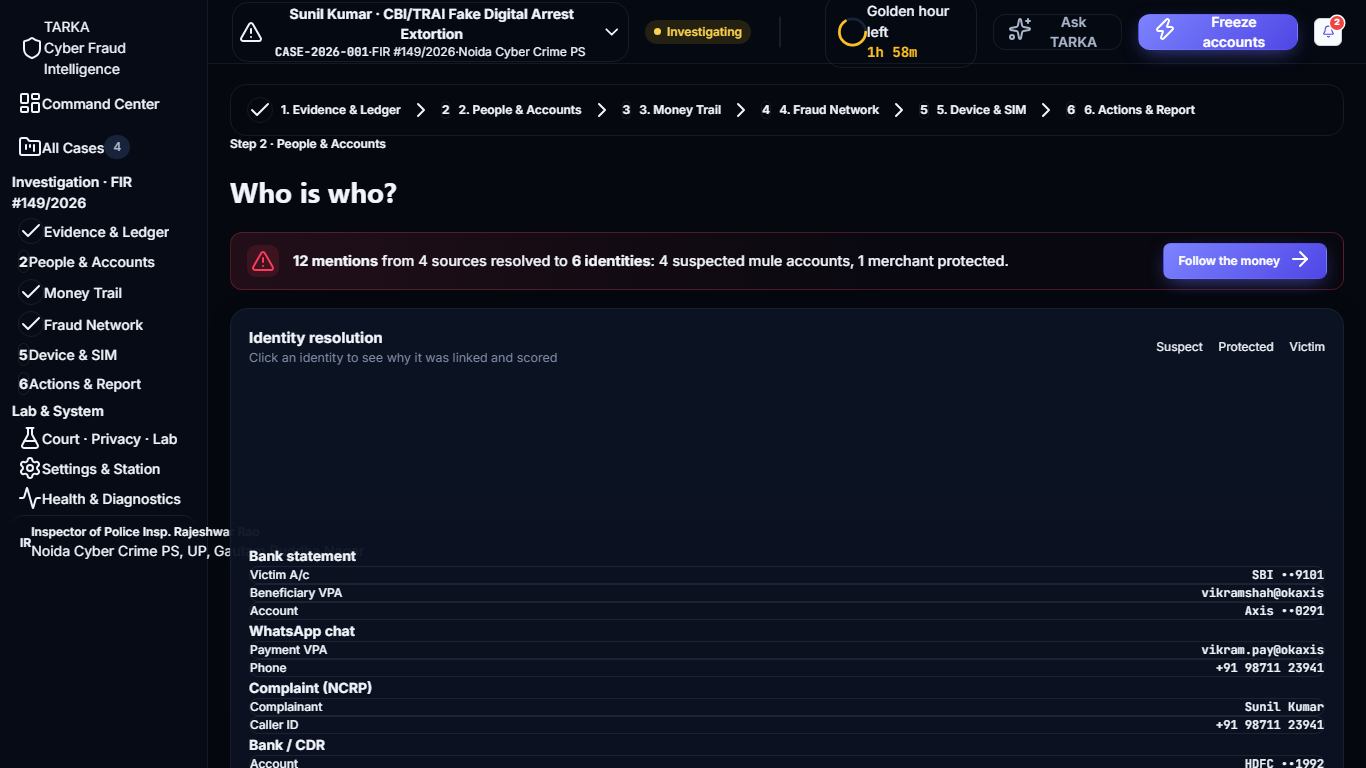 TARKA
Cyber Fraud
Intelligence
Command Center
All Cases 4
Investigation · FIR
#149/2026
Evidence & Ledger
2People & Accounts
Money Trail
Fraud Network
5Device & SIM
6Actions & Report
Lab & System
Court · Privacy · Lab
Settings & Station
Health & Diagnostics
IR
Inspector of Police Insp. Rajeshwar Rao
Noida Cyber Crime PS, UP, Ga
Sunil Kumar · CBI/TRAI Fake Digital Arrest
Extortion
CASE-2026-001·FIR #149/2026·Noida Cyber Crime PS
Investigating
Golden hour
left
1h 58m
Ask
TARKA
Freeze
accounts
2
1. Evidence & Ledger
2 2. People & Accounts
3 3. Money Trail
4 4. Fraud Network
5 5. Device & SIM
6 6. Actions & Report
Step 2 · People & Accounts
Who is who?
12 mentions from 4 sources resolved to 6 identities: 4 suspected mule accounts, 1 merchant protected.
Follow the money
Identity resolution
Click an identity to see why it was linked and scored
Suspect Protected Victim
Bank statement
Victim A/c SBI ••9101
Beneficiary VPA vikramshah@okaxis
Account Axis ••0291
WhatsApp chat
Payment VPA vikram.pay@okaxis
Phone +91 98711 23941
Complaint (NCRP)
Complainant Sunil Kumar
Caller ID +91 98711 23941
Bank / CDR
Account HDFC ••1992